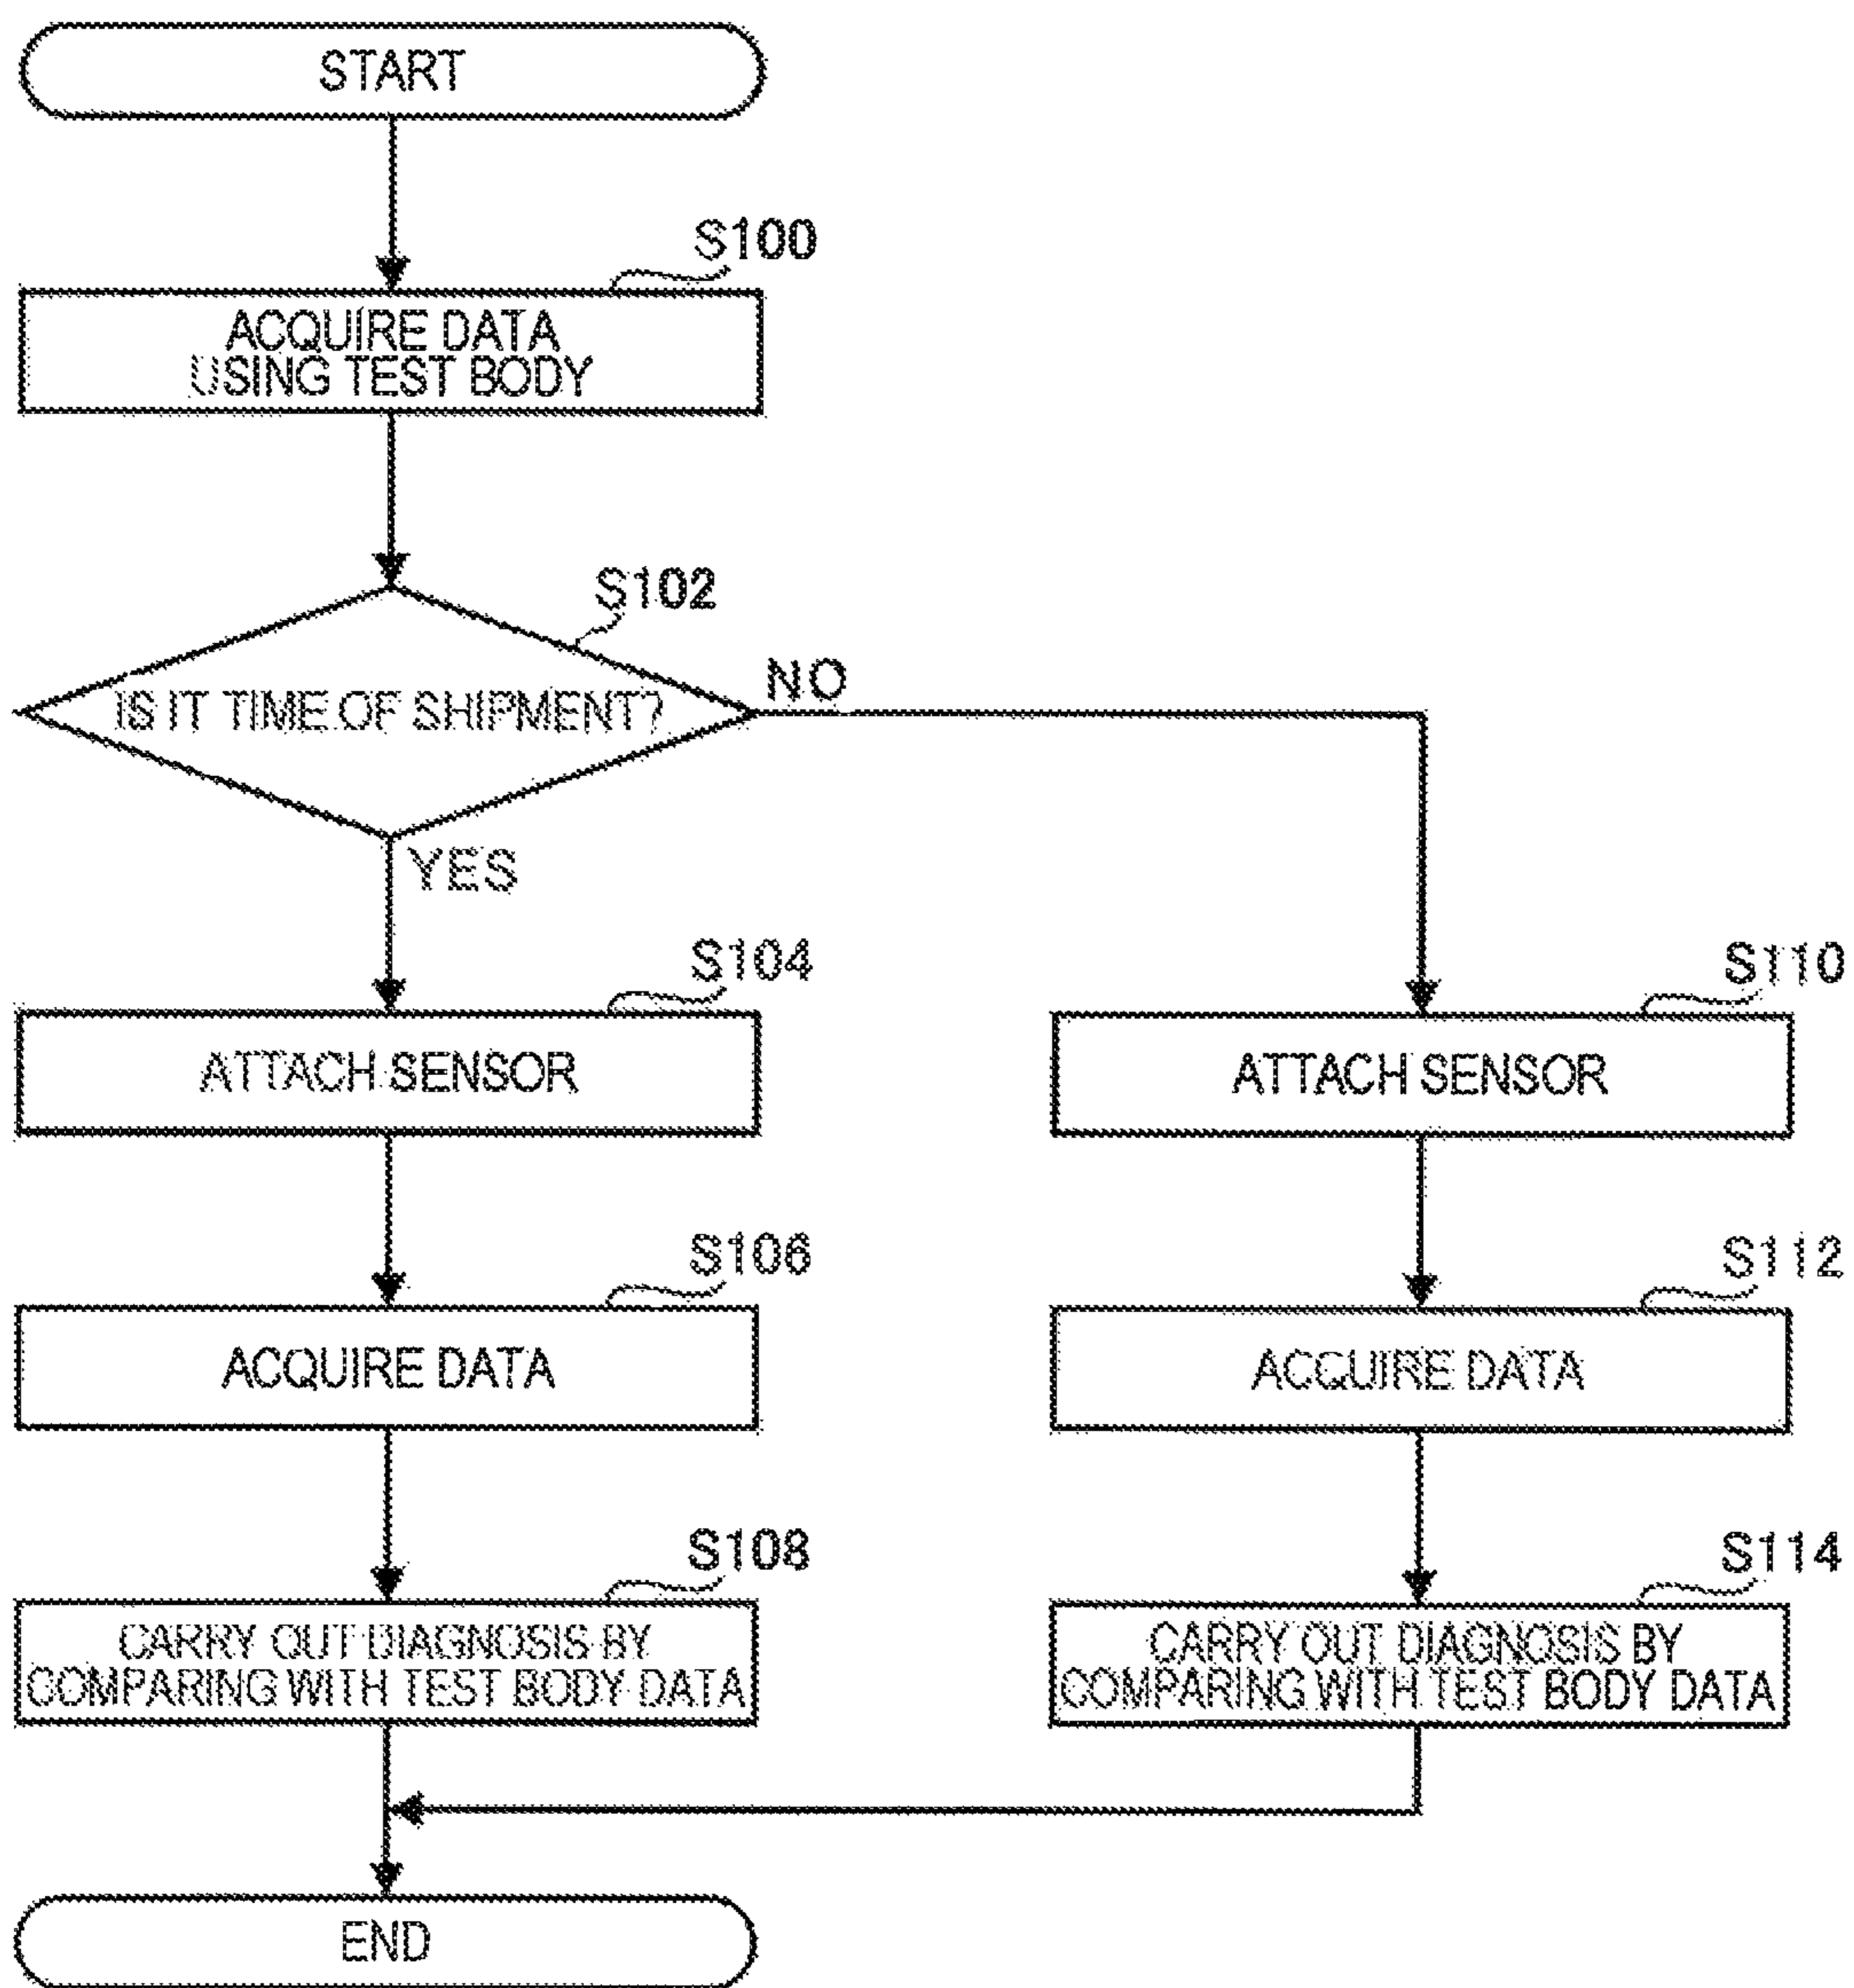 START
S100
ACQUIRE DATA
USING TEST BODY
S102
IS IT TIME OF SHIPMENT?
NO
YES
S104
ATTACH SENSOR
S106
ACQUIRE DATA
S108
CARRY OUT DIAGNOSIS BY
COMPARING WITH TEST BODY DATA
S110
ATTACH SENSOR
S112
ACQUIRE DATA
S114
CARRY OUT DIAGNOSIS BY
COMPARING WITH TEST BODY DATA
END